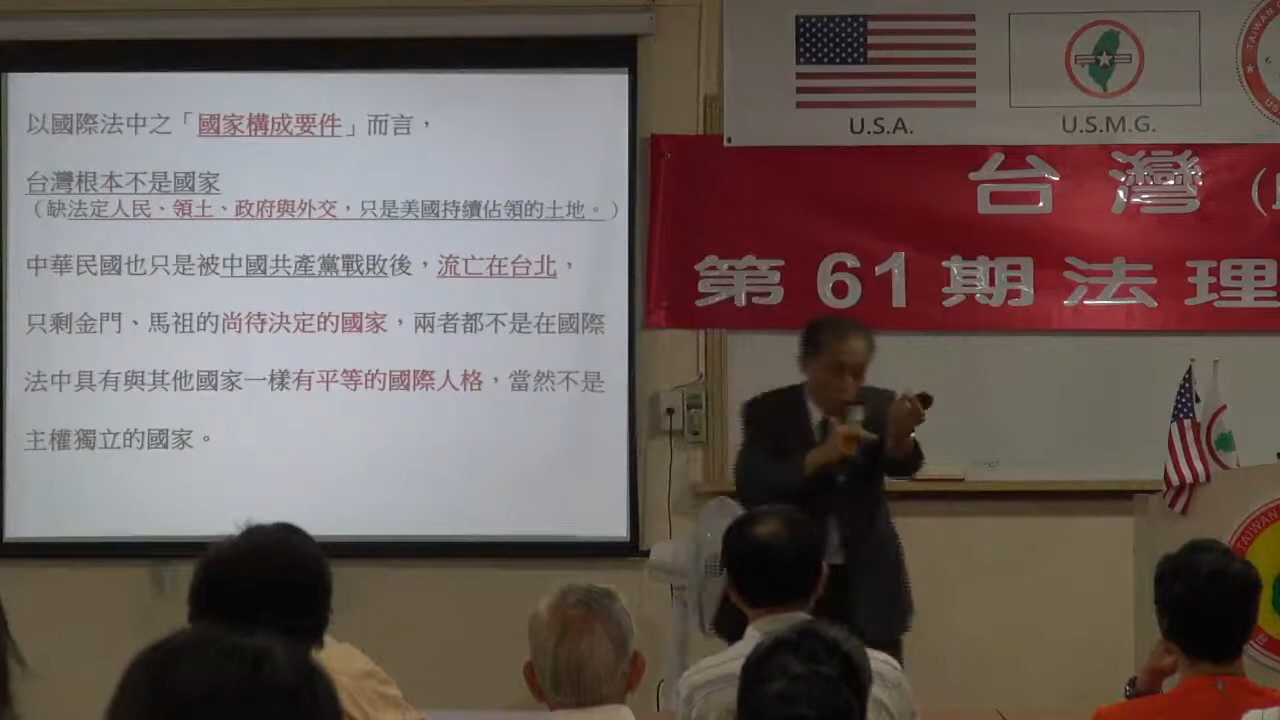 以國際法中之「國家構成要件」而言，
台灣根本不是國家
（缺法定人民、領土、政府與外交，只是美國持續佔領的土地。）
中華民國也只是被中國共產黨戰敗後，流亡在台北，
只剩金門、馬祖的尚待決定的國家，兩者都不是在國際
法中具有與其他國家一樣有平等的國際人格，當然不是
主權獨立的國家。
U.S.A.
U.S.M.G.
台灣
第61期法理